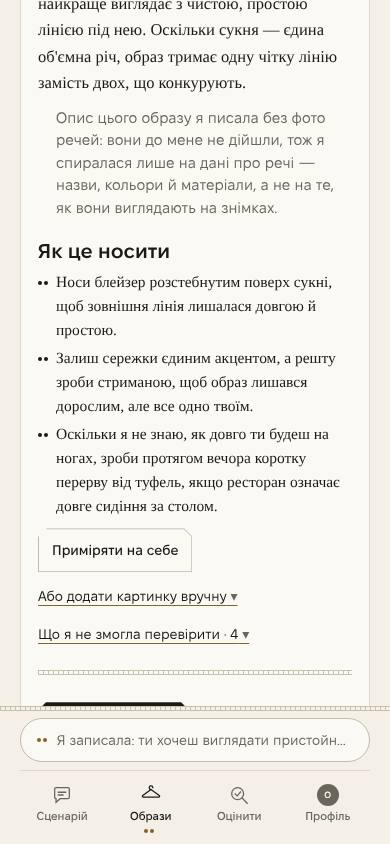 найкраще виглядає з чистою, простою
лінією під нею. Оскільки сукня — єдина
об'ємна річ, образ тримає одну чітку лінію
замість двох, що конкурують.
Опис цього образу я писала без фото
речей: вони до мене не дійшли, тож я
спиралася лише на дані про речі —
назви, кольори й матеріали, а не на те,
як вони виглядають на знімках.
Як це носити
•• Носи блейзер розстебнутим поверх сукні,
щоб зовнішня лінія лишалася довгою й
простою.
•• Залиш сережки єдиним акцентом, а решту
зроби стриманою, щоб образ лишався
дорослим, але все одно твоїм.
•• Оскільки я не знаю, як довго ти будеш на
ногах, зроби протягом вечора коротку
перерву від туфель, якщо ресторан означає
довге сидіння за столом.
Приміряти на себе
Або додати картинку вручну ▾
Що я не змогла перевірити · 4 ▾
•• Я записала: ти хочеш виглядати пристойн…
Сценарій
Образи
Оцінити
О
Профіль